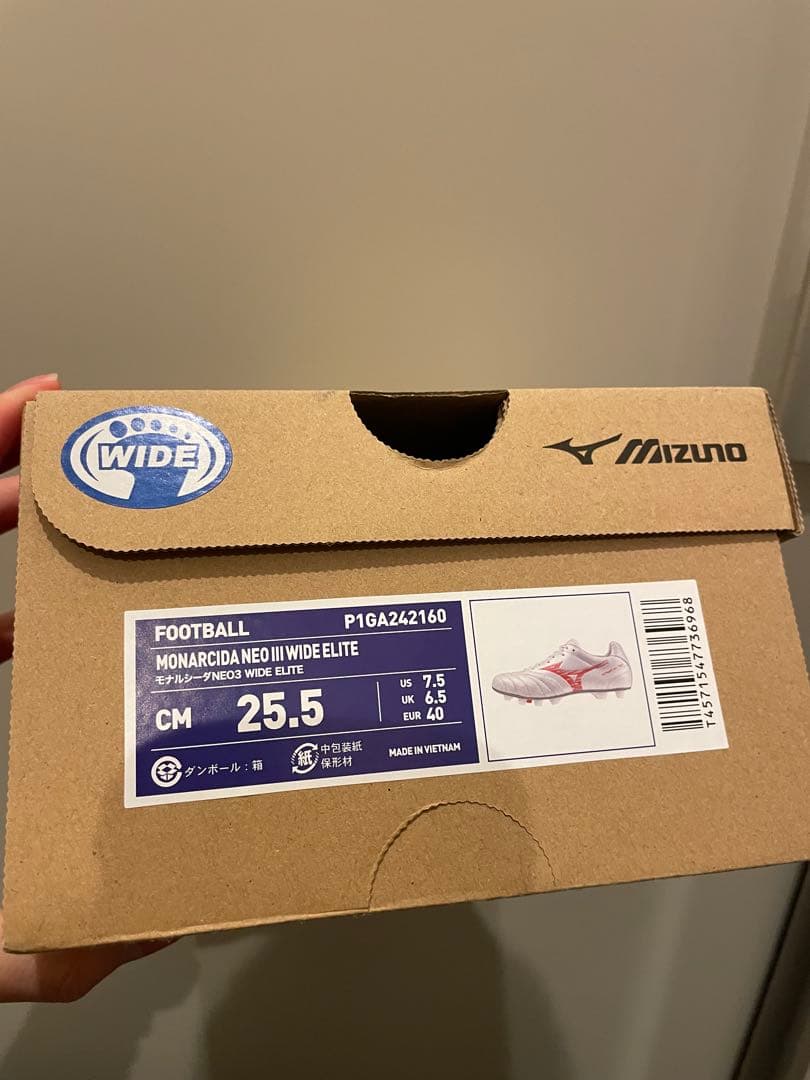 WIDE
MIZUNO
FOOTBALL P1GA242160
MONARCIDA NEO III WIDE ELITE
モナルシーダNEO3 WIDE ELITE
CM 25.5
US 7.5
UK 6.5
EUR 40
ダンボール：箱
紙 中包装紙
保形材
MADE IN VIETNAM
T4571547736968